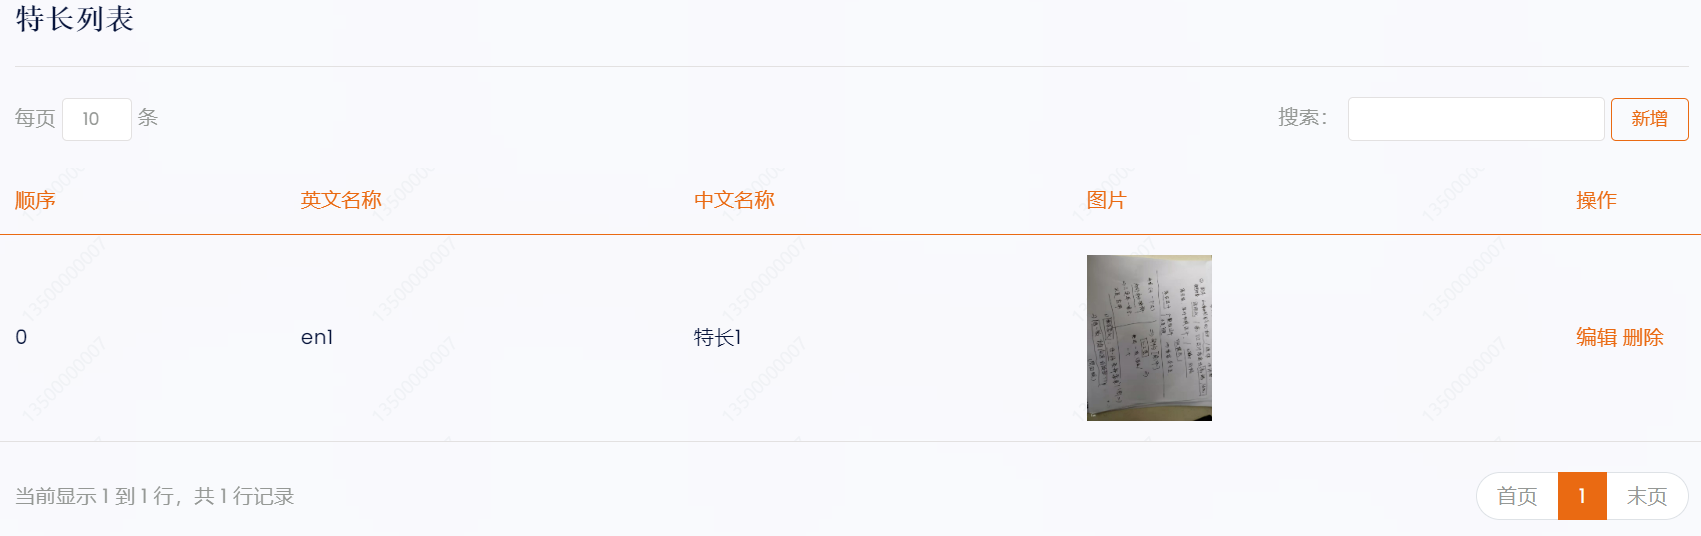 特长列表
每页 10 条
搜索： 新增
顺序 英文名称 中文名称 图片 操作
0 en1 特长1 编辑 删除
当前显示 1 到 1 行，共 1 行记录
首页 1 末页